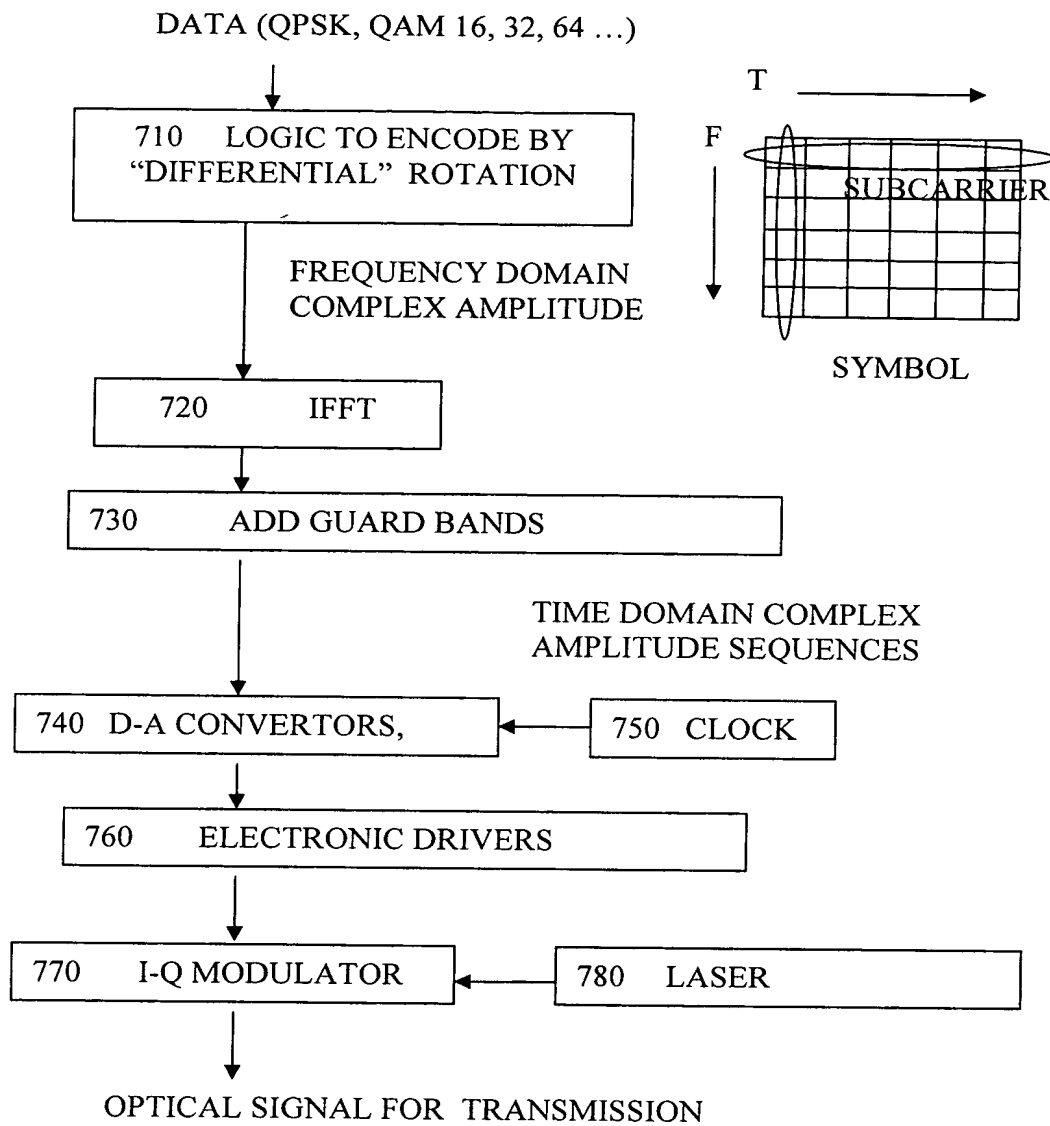 DATA (QPSK, QAM 16, 32, 64 ...)
710 LOGIC TO ENCODE BY
“DIFFERENTIAL” ROTATION
T
F
SUBCARRIER
SYMBOL
FREQUENCY DOMAIN
COMPLEX AMPLITUDE
720 IFFT
730 ADD GUARD BANDS
TIME DOMAIN COMPLEX
AMPLITUDE SEQUENCES
740 D-A CONVERTORS,
750 CLOCK
760 ELECTRONIC DRIVERS
770 I-Q MODULATOR
780 LASER
OPTICAL SIGNAL FOR TRANSMISSION